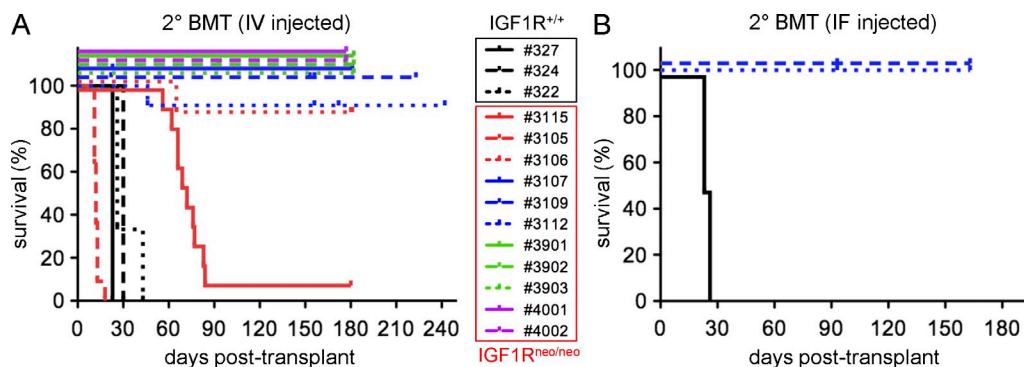 A
2° BMT (IV injected)
survival (%)
100
80
60
40
20
0
0 30 60 90 120 150 180 210 240
days post-transplant
IGF1R+/+
#327
#324
#322
#3115
#3105
#3106
#3107
#3109
#3112
#3901
#3902
#3903
#4001
#4002
IGF1Rneo/neo
B
2° BMT (IF injected)
survival (%)
100
80
60
40
20
0
0 30 60 90 120 150 180
days post-transplant